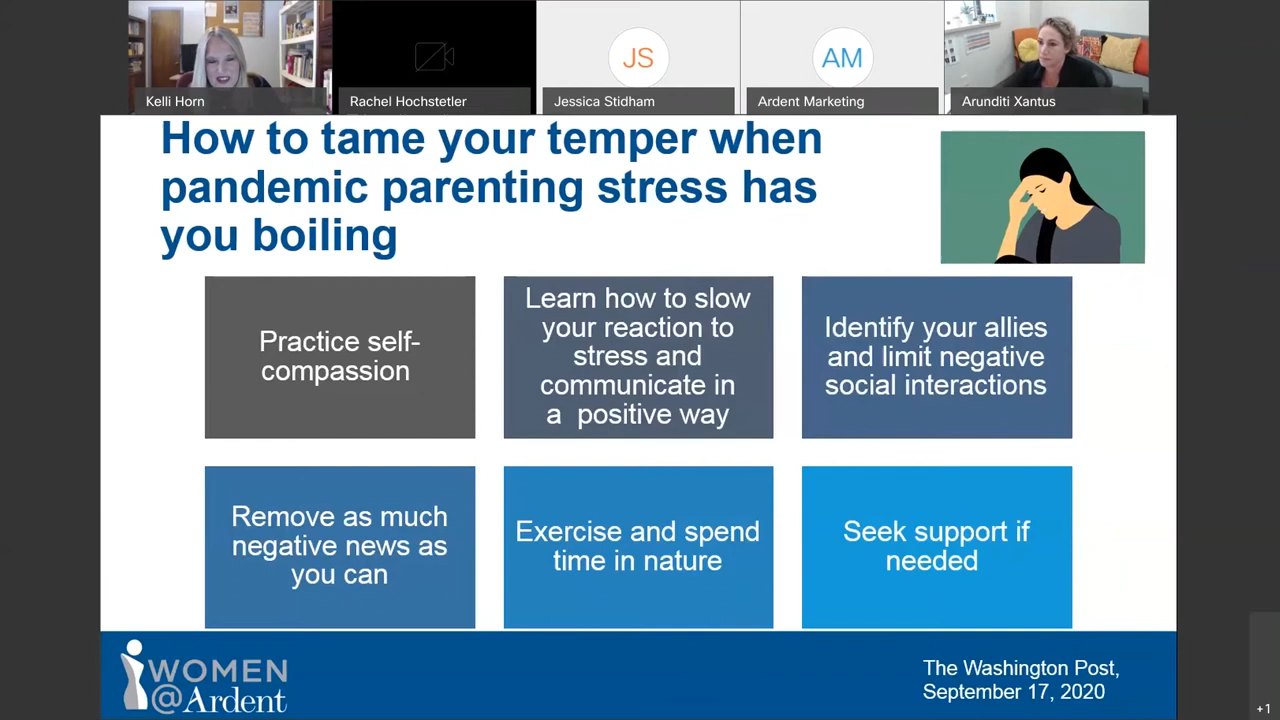 JS
AM
Kelli Horn
Rachel Hochstetler
Jessica Stidham
Ardent Marketing
Arunditi Xantus
How to tame your temper when
pandemic parenting stress has
you boiling
Practice self-
compassion
Learn how to slow
your reaction to
stress and
communicate in
a  positive way
Identify your allies
and limit negative
social interactions
Remove as much
negative news as
you can
Exercise and spend
time in nature
Seek support if
needed
WOMEN
@Ardent
The Washington Post,
September 17, 2020
+1